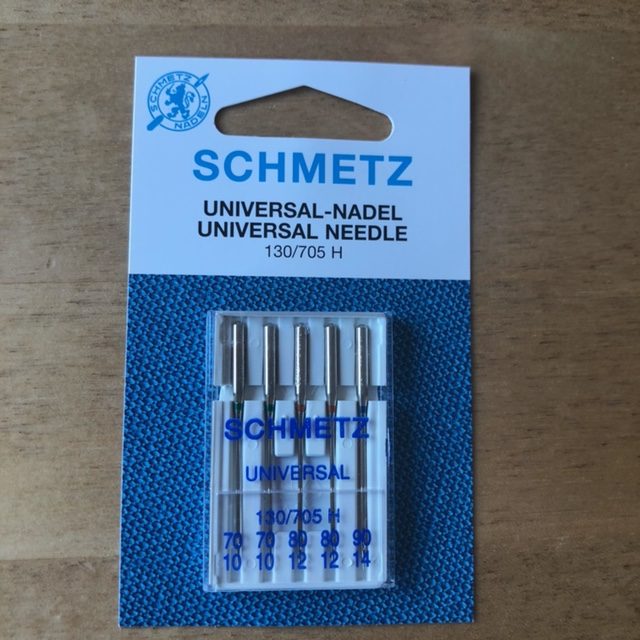 SCHMETZ
NADELN
SCHMETZ
UNIVERSAL-NADEL
UNIVERSAL NEEDLE
130/705 H
SCHMETZ
UNIVERSAL
130/705 H
70 70 80 80 90
10 10 12 12 14